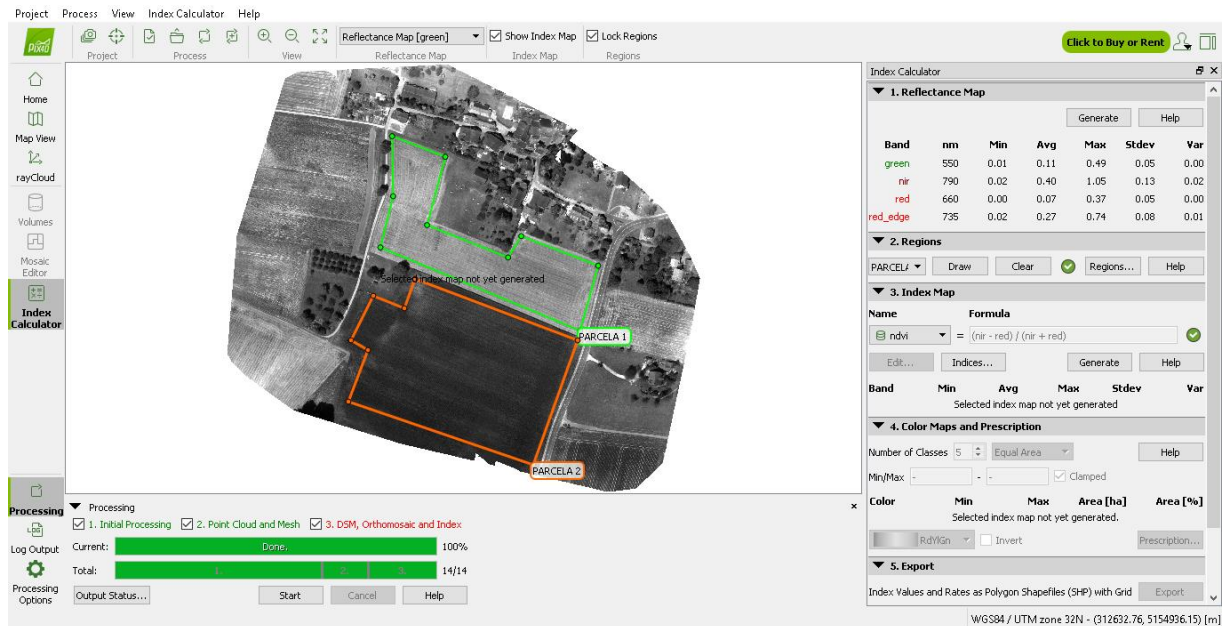 Project Process View Index Calculator Help
Pix4D
Reflectance Map [green] Show Index Map Lock Regions
Click to Buy or Rent
Project Process View Reflectance Map Index Map Regions
Home
Map View
rayCloud
Volumes
Mosaic
Editor
Index
Calculator
Selected index map not yet generated
PARCELA 1
PARCELA 2
Index Calculator
1. Reflectance Map
Generate Help
Band nm Min Avg Max Stdev Var
green 550 0.01 0.11 0.49 0.05 0.00
nir 790 0.02 0.40 1.05 0.13 0.02
red 660 0.00 0.07 0.37 0.05 0.00
red_edge 735 0.02 0.27 0.74 0.08 0.01
2. Regions
Draw Clear Regions... Help
3. Index Map
Name Formula
ndvi = (nir - red) / (nir + red)
Edit... Indices... Generate Help
Band Min Avg Max Stdev Var
Selected index map not yet generated
4. Color Maps and Prescription
Number of Classes 5 Equal Area Help
Min/Max - - - Clamped
Color Min Max Area [ha] Area [%]
Selected index map not yet generated.
RdYlGn Invert Prescription...
5. Export
Index Values and Rates as Polygon Shapefiles (SHP) with Grid Export
Processing
Log Output
Processing
Options
Processing
1. Initial Processing 2. Point Cloud and Mesh 3. DSM, Orthomosaic and Index
Current: Done. 100%
Total: 1. 2. 3. 14/14
Output Status... Start Cancel Help
WGS84 / UTM zone 32N - (312632.76, 5154936.15) [m]